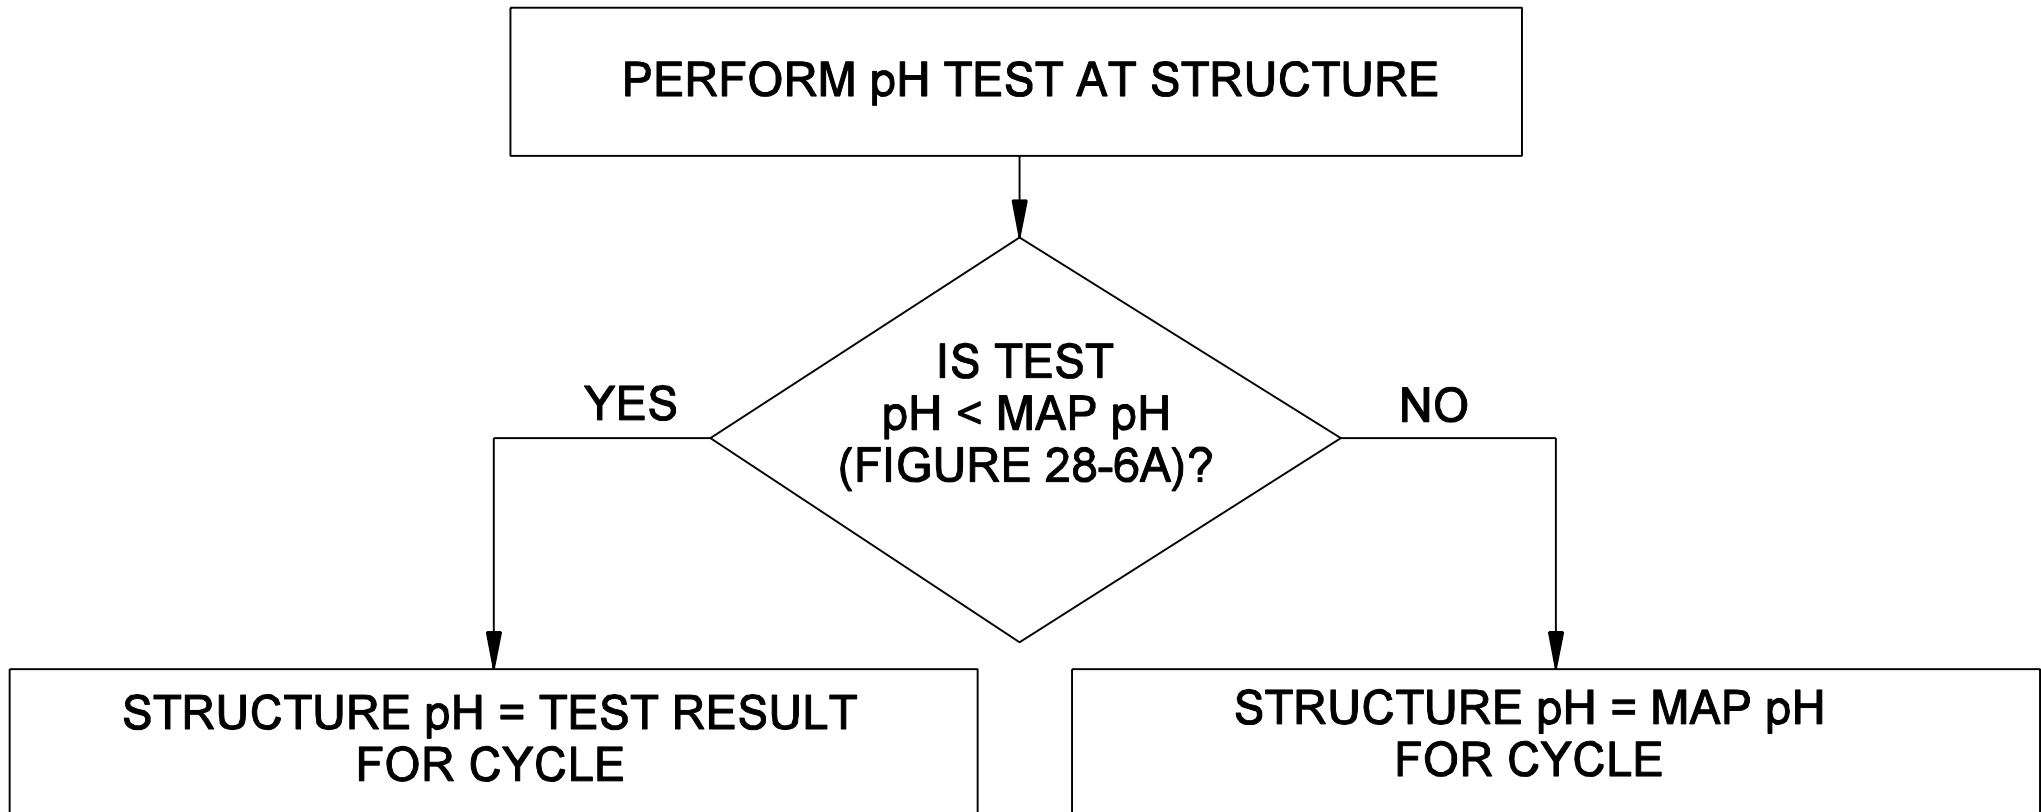 PERFORM pH TEST AT STRUCTURE
IS TEST
pH < MAP pH
(FIGURE 28-6A)?
YES
NO
STRUCTURE pH = TEST RESULT
FOR CYCLE
STRUCTURE pH = MAP pH
FOR CYCLE